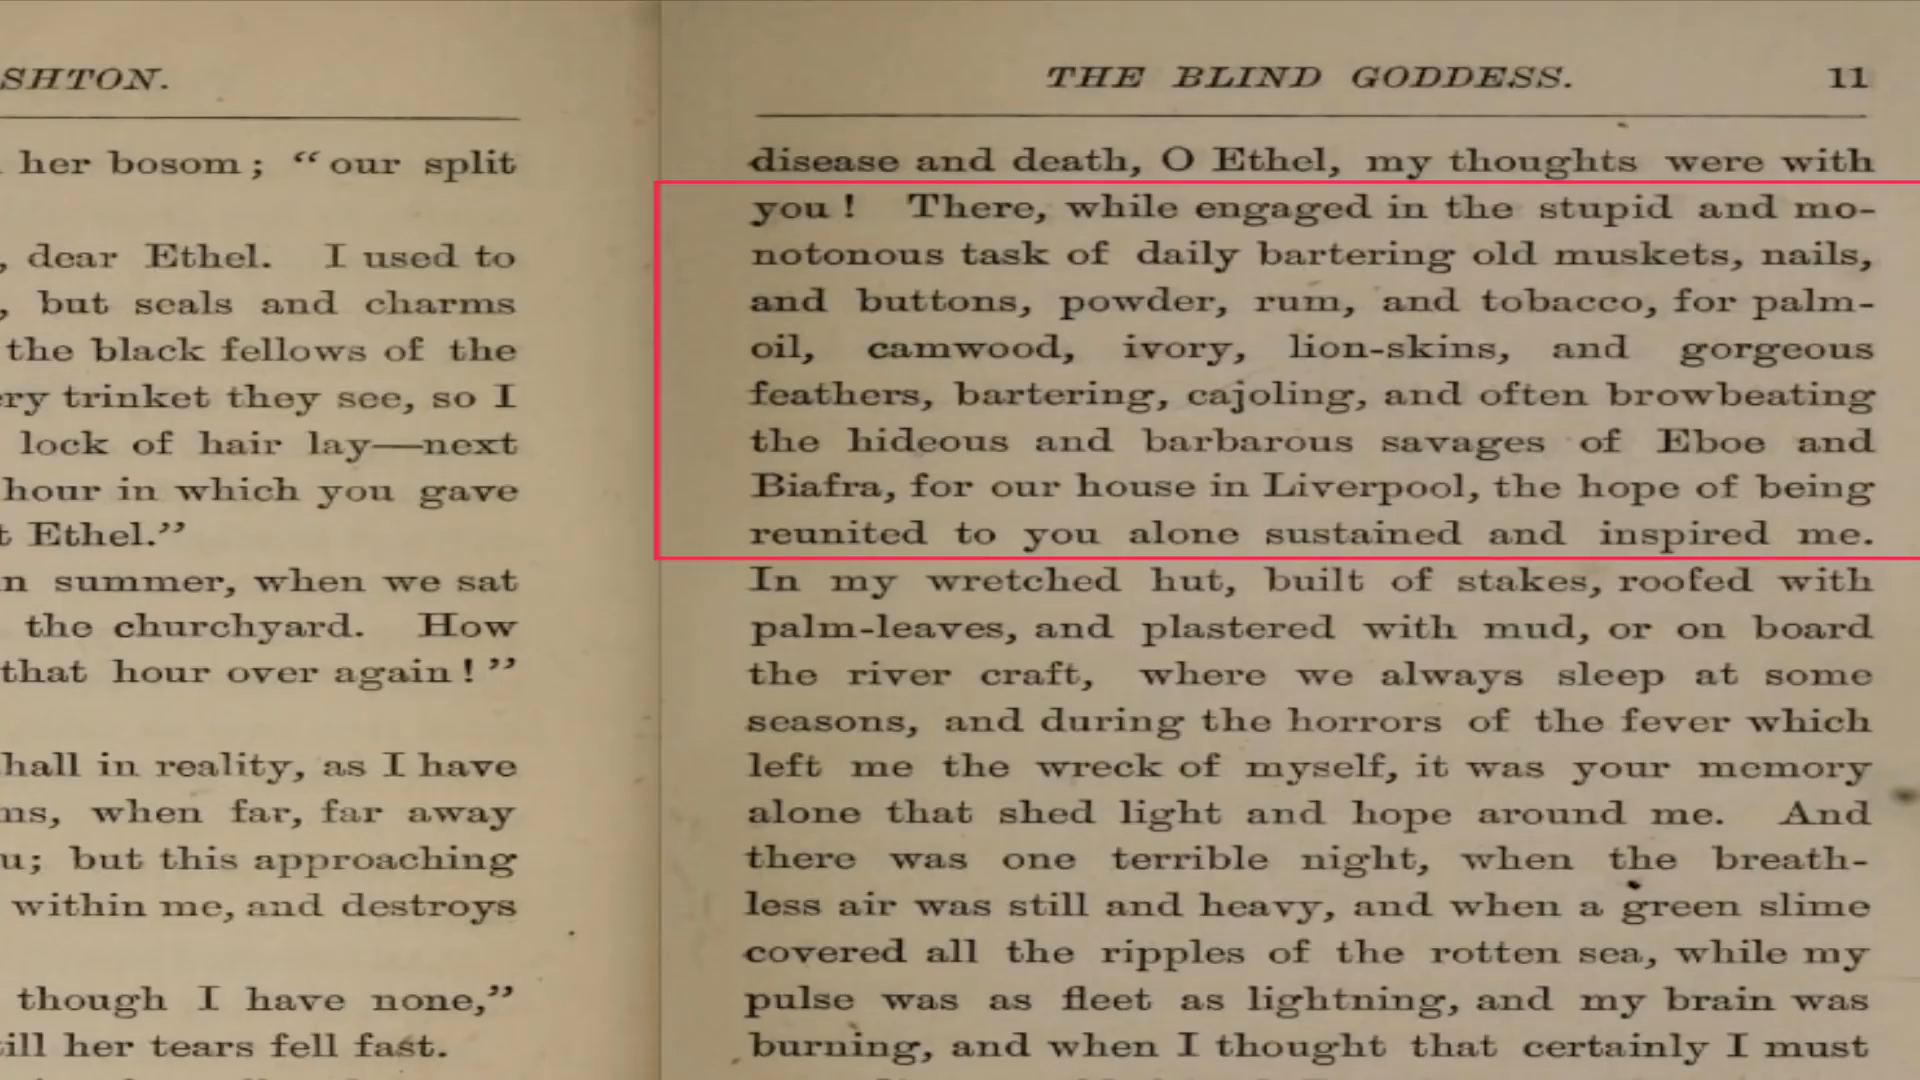 SHTON.
her bosom; “our split
, dear Ethel. I used to
, but seals and charms
the black fellows of the
ry trinket they see, so I
lock of hair lay—next
hour in which you gave
t Ethel.”
n summer, when we sat
the churchyard. How
that hour over again!”
hall in reality, as I have
ms, when far, far away
u; but this approaching
within me, and destroys
though I have none,”
ill her tears fell fast.
THE BLIND GODDESS. 11
disease and death, O Ethel, my thoughts were with
you! There, while engaged in the stupid and mo-
notonous task of daily bartering old muskets, nails,
and buttons, powder, rum, and tobacco, for palm-
oil, camwood, ivory, lion-skins, and gorgeous
feathers, bartering, cajoling, and often browbeating
the hideous and barbarous savages of Eboe and
Biafra, for our house in Liverpool, the hope of being
reunited to you alone sustained and inspired me.
In my wretched hut, built of stakes, roofed with
palm-leaves, and plastered with mud, or on board
the river craft, where we always sleep at some
seasons, and during the horrors of the fever which
left me the wreck of myself, it was your memory
alone that shed light and hope around me. And
there was one terrible night, when the breath-
less air was still and heavy, and when a green slime
covered all the ripples of the rotten sea, while my
pulse was as fleet as lightning, and my brain was
burning, and when I thought that certainly I must